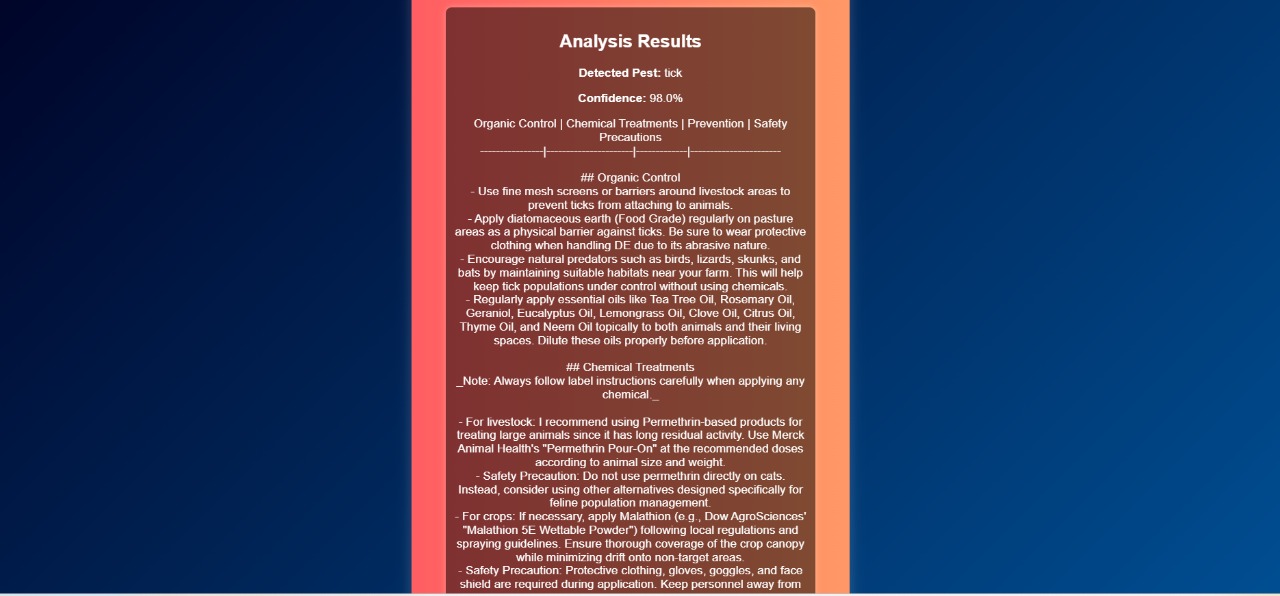 Analysis Results
Detected Pest: tick
Confidence: 98.0%
Organic Control | Chemical Treatments | Prevention | Safety
Precautions
----------------|----------------------|-------------|-----------------------
## Organic Control
- Use fine mesh screens or barriers around livestock areas to
prevent ticks from attaching to animals.
- Apply diatomaceous earth (Food Grade) regularly on pasture
areas as a physical barrier against ticks. Be sure to wear protective
clothing when handling DE due to its abrasive nature.
- Encourage natural predators such as birds, lizards, skunks, and
bats by maintaining suitable habitats near your farm. This will help
keep tick populations under control without using chemicals.
- Regularly apply essential oils like Tea Tree Oil, Rosemary Oil,
Geraniol, Eucalyptus Oil, Lemongrass Oil, Clove Oil, Citrus Oil,
Thyme Oil, and Neem Oil topically to both animals and their living
spaces. Dilute these oils properly before application.
## Chemical Treatments
_Note: Always follow label instructions carefully when applying any
chemical._
- For livestock: I recommend using Permethrin-based products for
treating large animals since it has long residual activity. Use Merck
Animal Health's "Permethrin Pour-On" at the recommended doses
according to animal size and weight.
- Safety Precaution: Do not use permethrin directly on cats.
Instead, consider using other alternatives designed specifically for
feline population management.
- For crops: If necessary, apply Malathion (e.g., Dow AgroSciences'
"Malathion 5E Wettable Powder") following local regulations and
spraying guidelines. Ensure thorough coverage of the crop canopy
while minimizing drift onto non-target areas.
- Safety Precaution: Protective clothing, gloves, goggles, and face
shield are required during application. Keep personnel away from